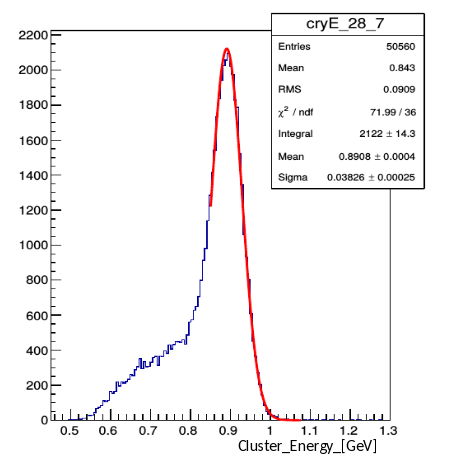 cryE_28_7
Entries 50560
Mean 0.843
RMS 0.0909
χ² / ndf 71.99 / 36
Integral 2122 ± 14.3
Mean 0.8908 ± 0.0004
Sigma 0.03826 ± 0.00025
2200
2000
1800
1600
1400
1200
1000
800
600
400
200
0
0.5 0.6 0.7 0.8 0.9 1 1.1 1.2 1.3
Cluster_Energy_[GeV]